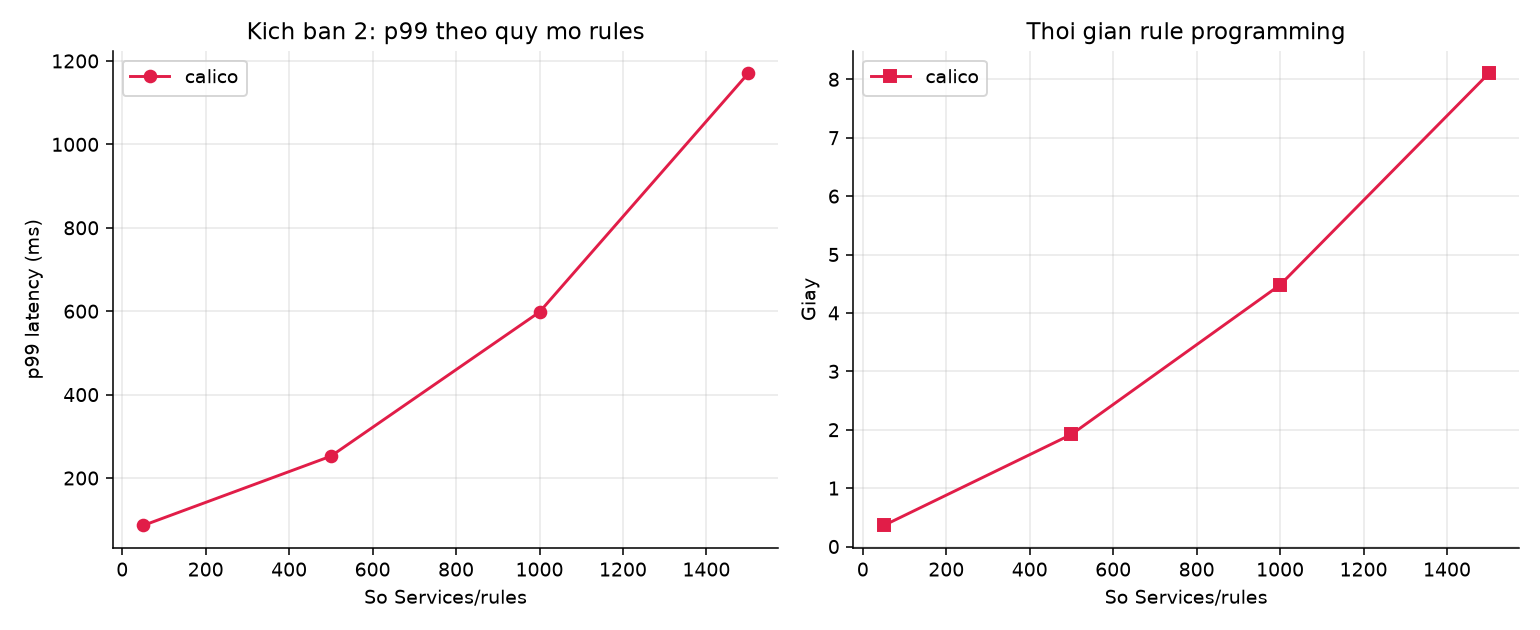 Kich ban 2: p99 theo quy mo rules
calico
p99 latency (ms)
1200
1000
800
600
400
200
0 200 400 600 800 1000 1200 1400
So Services/rules
Thoi gian rule programming
calico
Giay
8
7
6
5
4
3
2
1
0
0 200 400 600 800 1000 1200 1400
So Services/rules